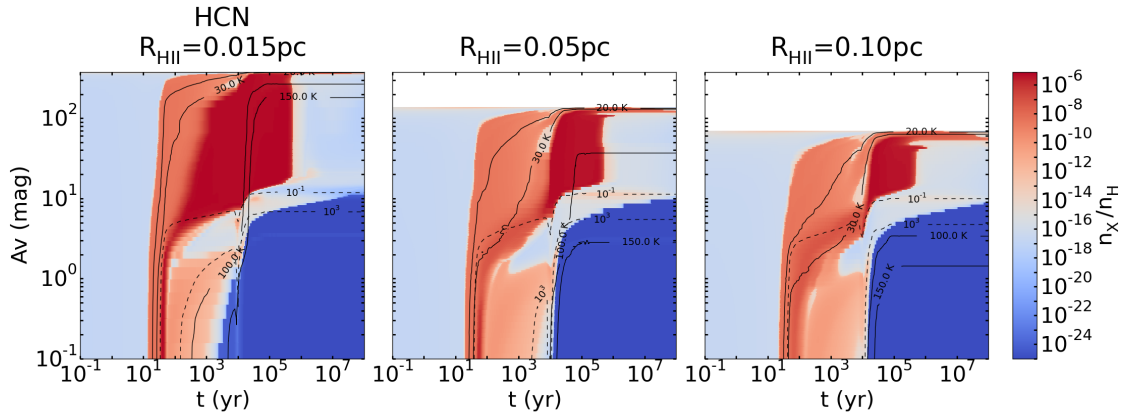 HCN
R_HII=0.015pc
R_HII=0.05pc
R_HII=0.10pc
Av (mag)
10^2
10^1
10^0
10^-1
30.0 K
150.0 K
10^-1
10^3
100.0 K
10^-1 10^1 10^3 10^5 10^7
t (yr)
20.0 K
30.0 K
10^-1
10^3
100.0 K
150.0 K
10^3
10^-1 10^1 10^3 10^5 10^7
t (yr)
20.0 K
30.0 K
10^-1
10^3
100.0 K
150.0 K
10^-1 10^1 10^3 10^5 10^7
t (yr)
10^-6
10^-8
10^-10
10^-12
10^-14
10^-16
10^-18
10^-20
10^-22
10^-24
n_X/n_H